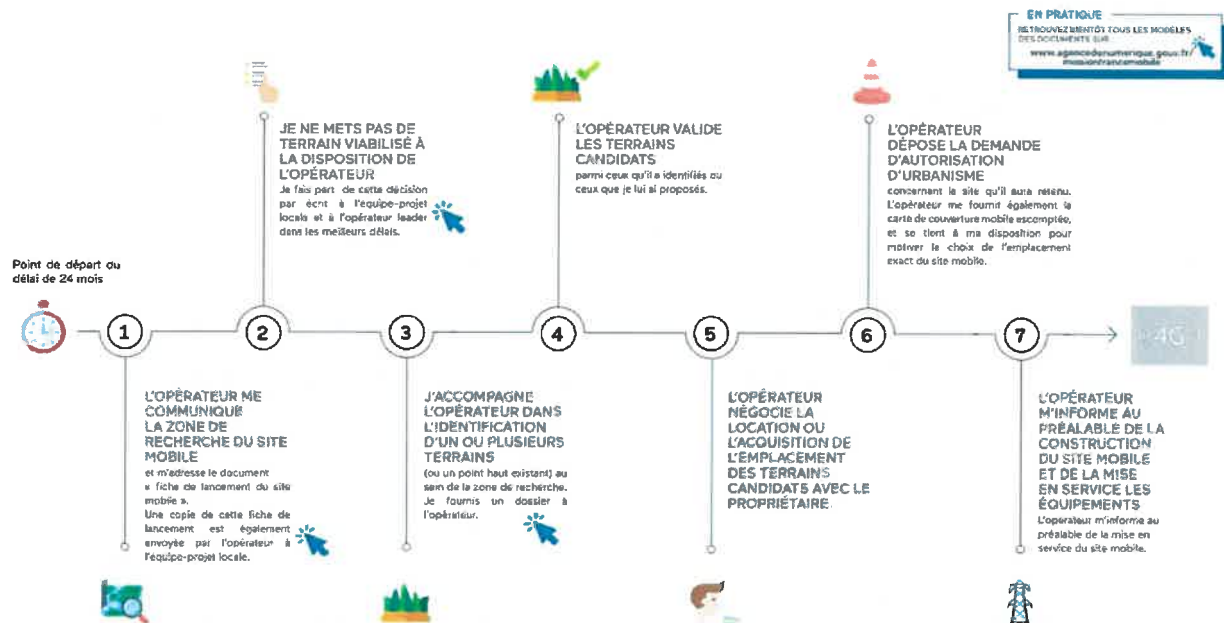 EN PRATIQUE
RETROUVEZ BIENTÔT TOUS LES MODÈLES
DES DOCUMENTS SUR
www.agencedunumerique.gouv.fr/
missionfrancemobile
JE NE METS PAS DE
TERRAIN VIABILISÉ À
LA DISPOSITION DE
L'OPÉRATEUR
Je fais part de cette décision
par écrit à l'équipe-projet
locale et à l'opérateur leader
dans les meilleurs délais.
L'OPÉRATEUR VALIDE
LES TERRAINS
CANDIDATS
parmi ceux qu'il a identifiés ou
ceux que je lui ai proposés.
L'OPÉRATEUR
DÉPOSE LA DEMANDE
D'AUTORISATION
D'URBANISME
concernant le site qu'il aura retenu.
L'opérateur me fournit également la
carte de couverture mobile escomptée,
et se tient à ma disposition pour
motiver le choix de l'emplacement
exact du site mobile.
Point de départ du
délai de 24 mois
1
2
3
4
5
6
7
4G
L'OPÉRATEUR ME
COMMUNIQUE
LA ZONE DE
RECHERCHE DU SITE
MOBILE
et m'adresse le document
« fiche de lancement du site
mobile ».
Une copie de cette fiche de
lancement est également
envoyée par l'opérateur à
l'équipe-projet locale.
J'ACCOMPAGNE
L'OPÉRATEUR DANS
L'IDENTIFICATION
D'UN OU PLUSIEURS
TERRAINS
(ou un point haut existant) au
sein de la zone de recherche.
Je fournis un dossier à
l'opérateur.
L'OPÉRATEUR
NÉGOCIE LA
LOCATION OU
L'ACQUISITION DE
L'EMPLACEMENT
DES TERRAINS
CANDIDATS AVEC LE
PROPRIÉTAIRE
L'OPÉRATEUR
M'INFORME AU
PRÉALABLE DE LA
CONSTRUCTION
DU SITE MOBILE
ET DE LA MISE
EN SERVICE LES
ÉQUIPEMENTS
L'opérateur m'informe au
préalable de la mise en
service du site mobile.